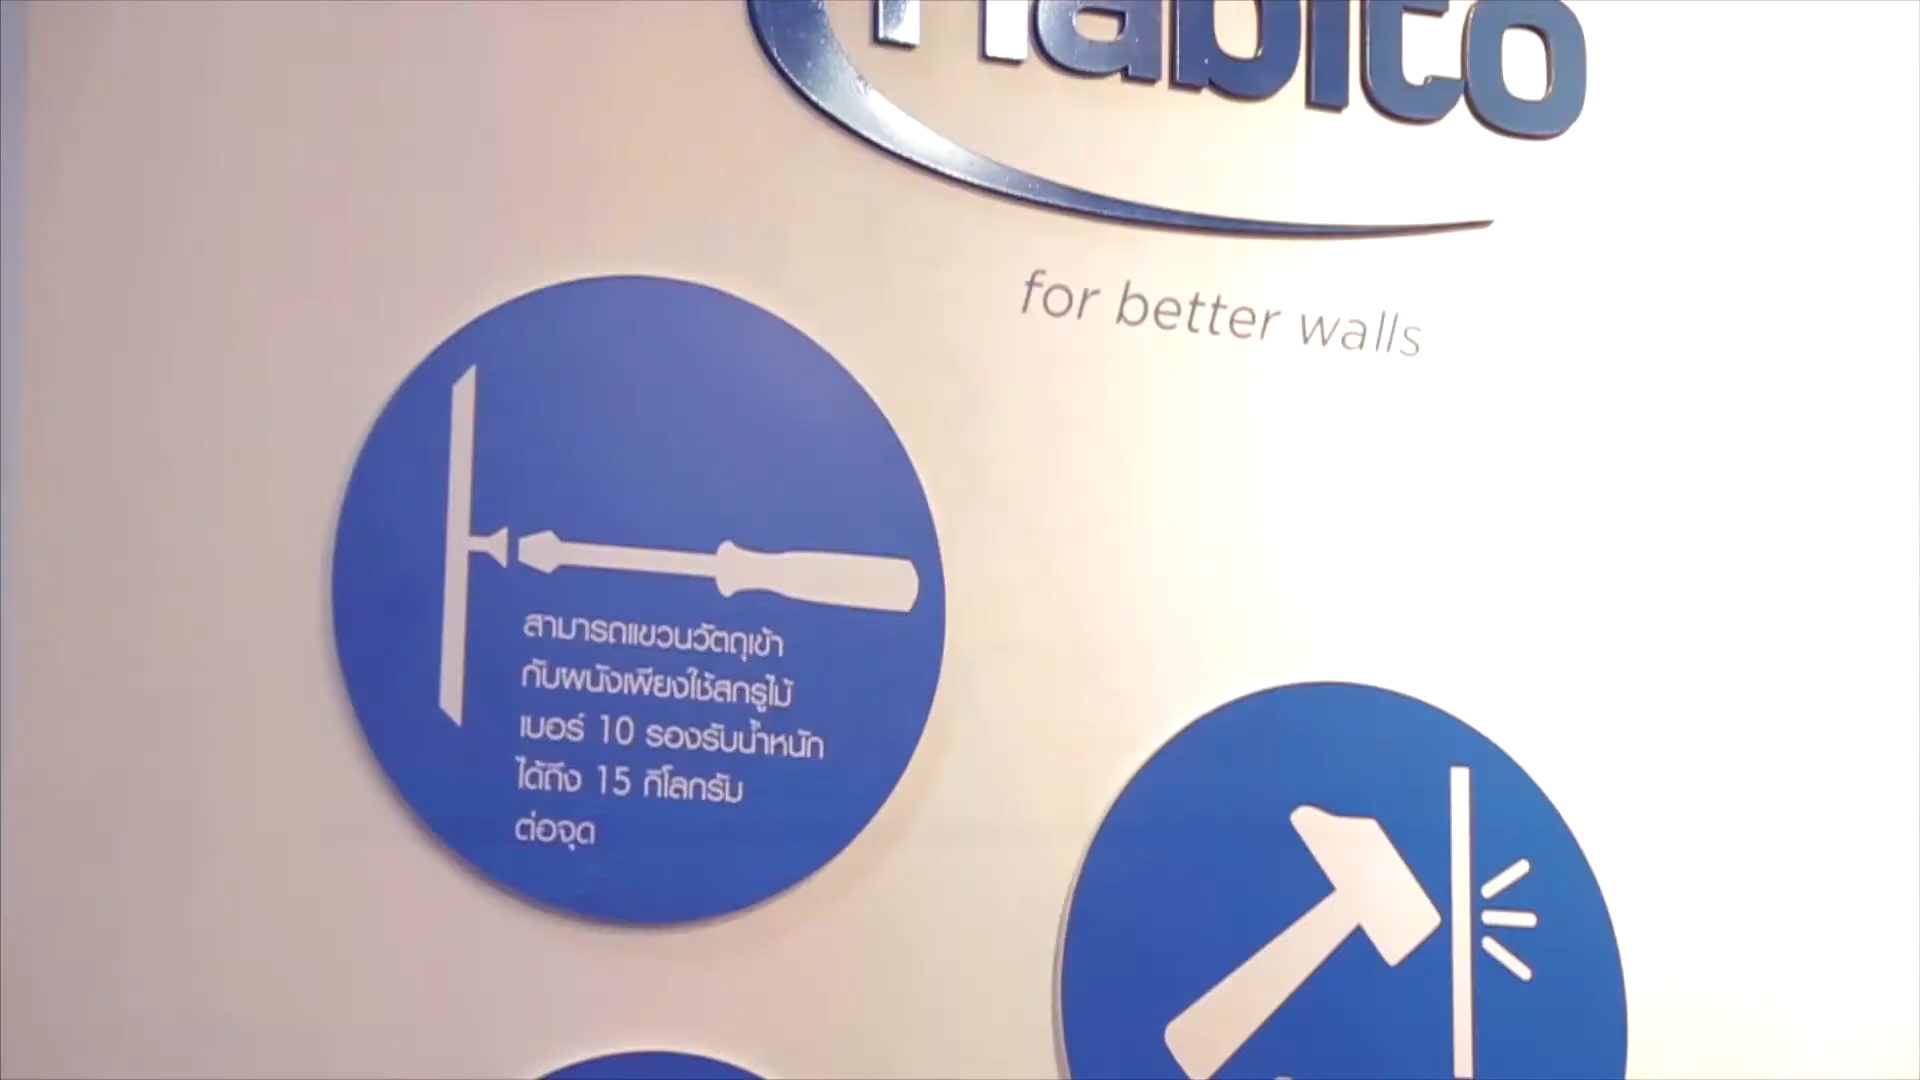 habito
for better walls
สามารถแขวนวัตถุเข้า
กับผนังเพียงใช้สกรูไม้
เบอร์ 10 รองรับน้ำหนัก
ได้ถึง 15 กิโลกรัม
ต่อจุด